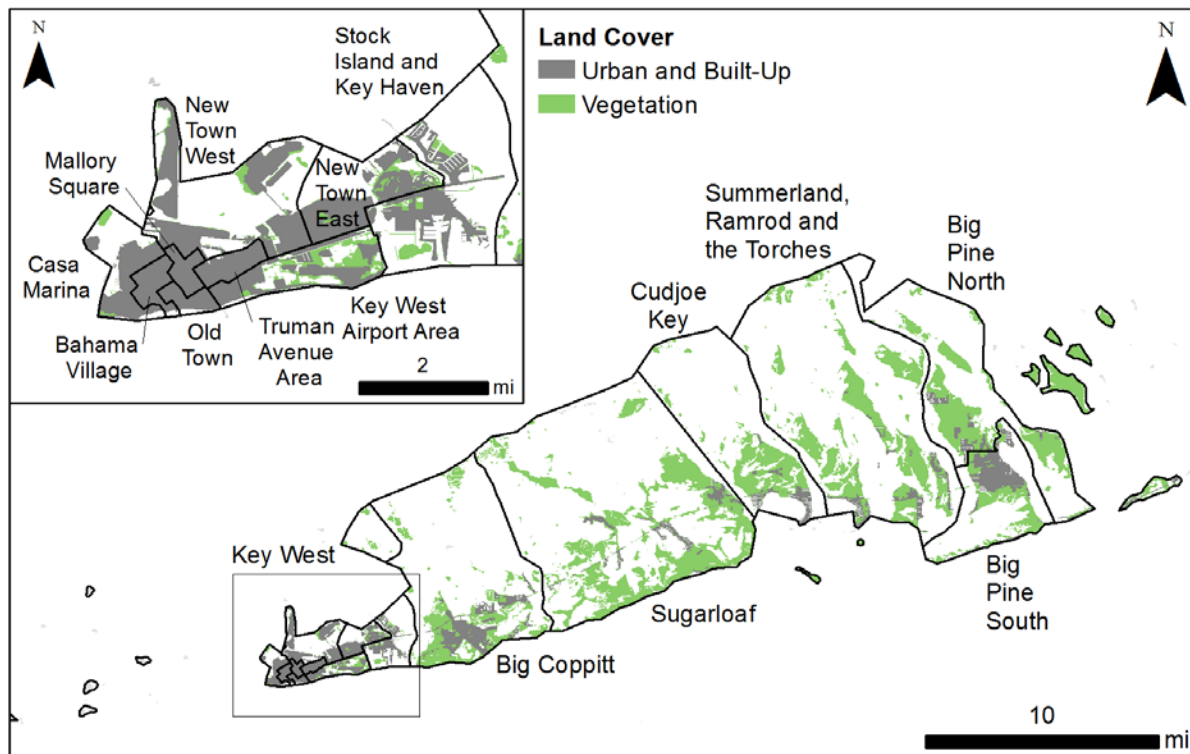 N
Stock
Island and
Key Haven
New
Town
West
Mallory
Square
New
Town
East
Casa
Marina
Bahama
Village
Old
Town
Truman
Avenue
Area
Key West
Airport Area
2
mi
Land Cover
Urban and Built-Up
Vegetation
N
Summerland,
Ramrod and
the Torches
Big
Pine
North
Cudjoe
Key
Key West
Big Coppitt
Sugarloaf
Big
Pine
South
10
mi